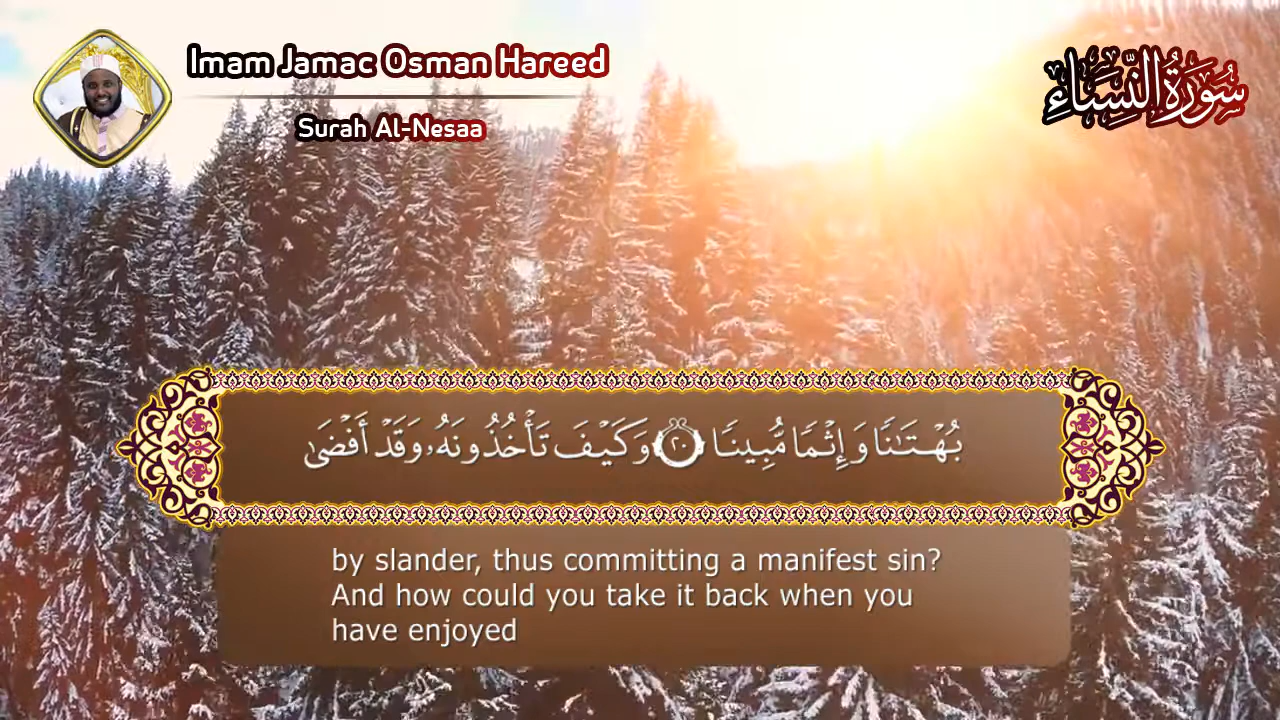 Imam Jamac Osman Hareed
Surah Al-Nesaa
سُورَةُ النِّسَاءِ
بُهْتَـٰنًا وَإِثْمًا مُّبِينًا ٢٠ وَكَيْفَ تَأْخُذُونَهُۥ وَقَدْ أَفْضَىٰ
by slander, thus committing a manifest sin?
And how could you take it back when you
have enjoyed